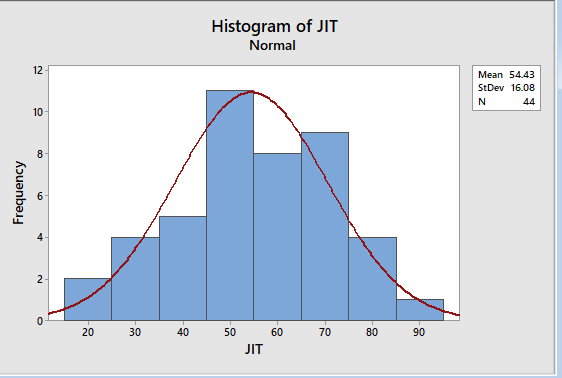 Histogram of JIT
Normal
Mean 54.43
StDev 16.08
N 44
Frequency
12
10
8
6
4
2
0
20 30 40 50 60 70 80 90
JIT